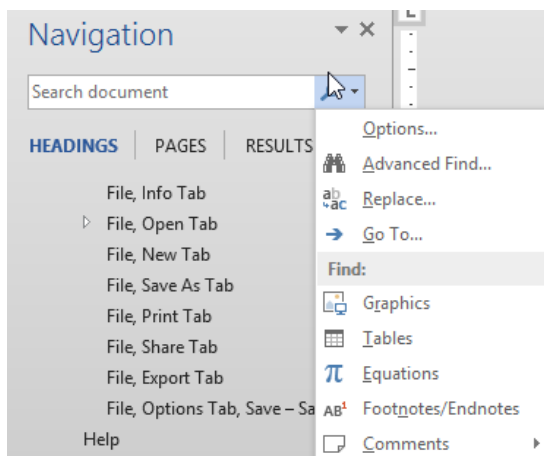 Navigation
Search document
HEADINGS PAGES RESULTS
File, Info Tab
File, Open Tab
File, New Tab
File, Save As Tab
File, Print Tab
File, Share Tab
File, Export Tab
File, Options Tab, Save – Sa
Help
Options...
Advanced Find...
Replace...
Go To...
Find:
Graphics
Tables
Equations
Footnotes/Endnotes
Comments